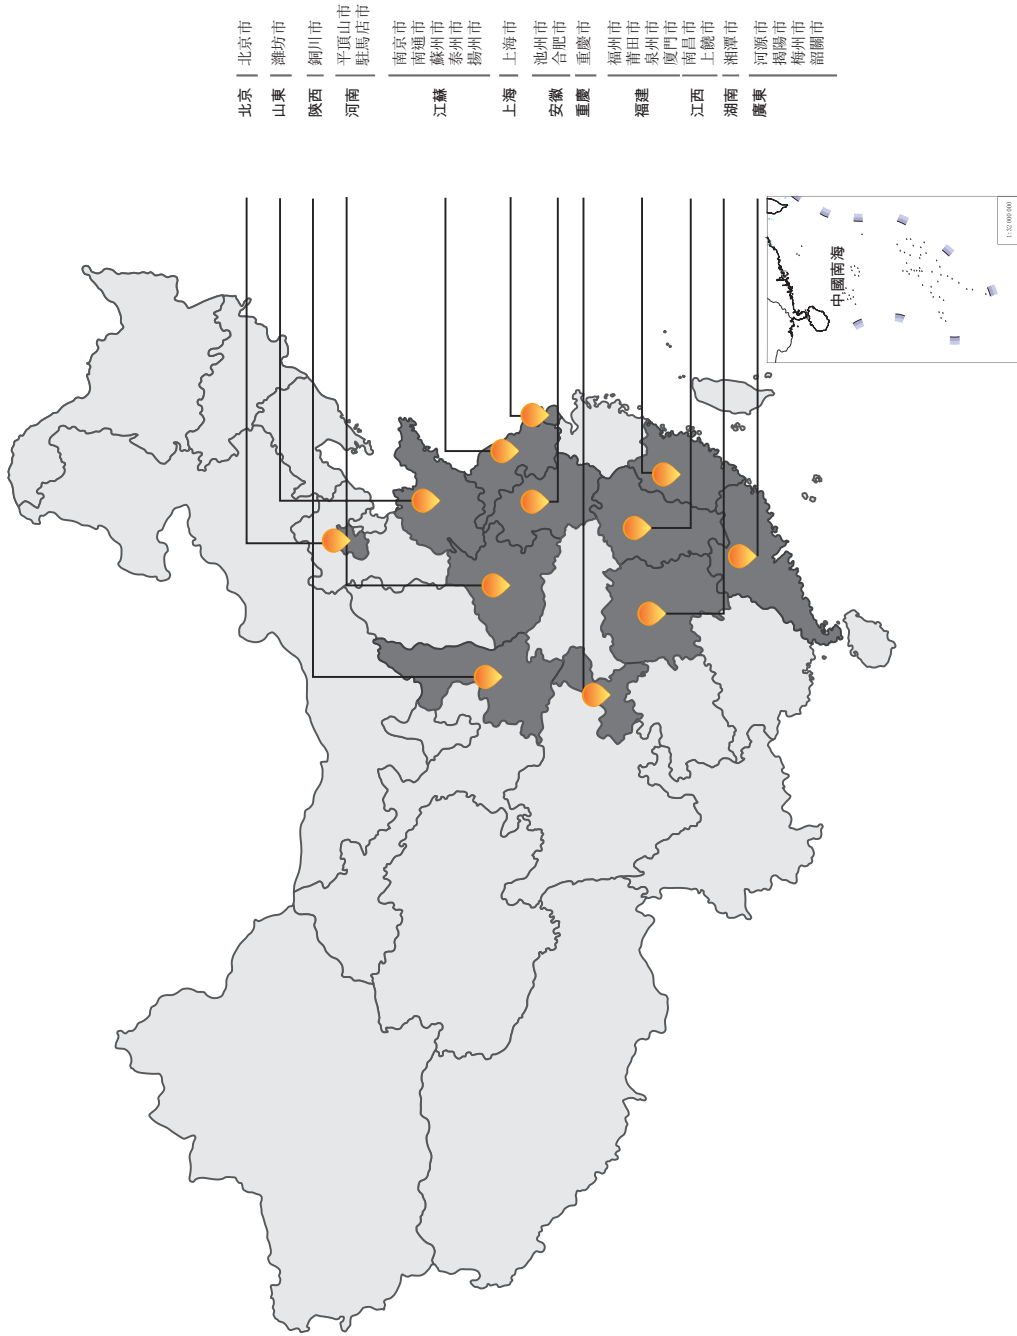 北京
北京市
山東
濰坊市
陝西
銅川市
河南
平頂山市
駐馬店市
江蘇
南京市
南通市
蘇州市
泰州市
揚州市
上海
上海市
安徽
池州市
合肥市
重慶
重慶市
福建
福州市
莆田市
泉州市
廈門市
江西
南昌市
上饒市
湖南
湘潭市
廣東
河源市
揭陽市
梅州市
韶關市
中國南海
1:32 000 000